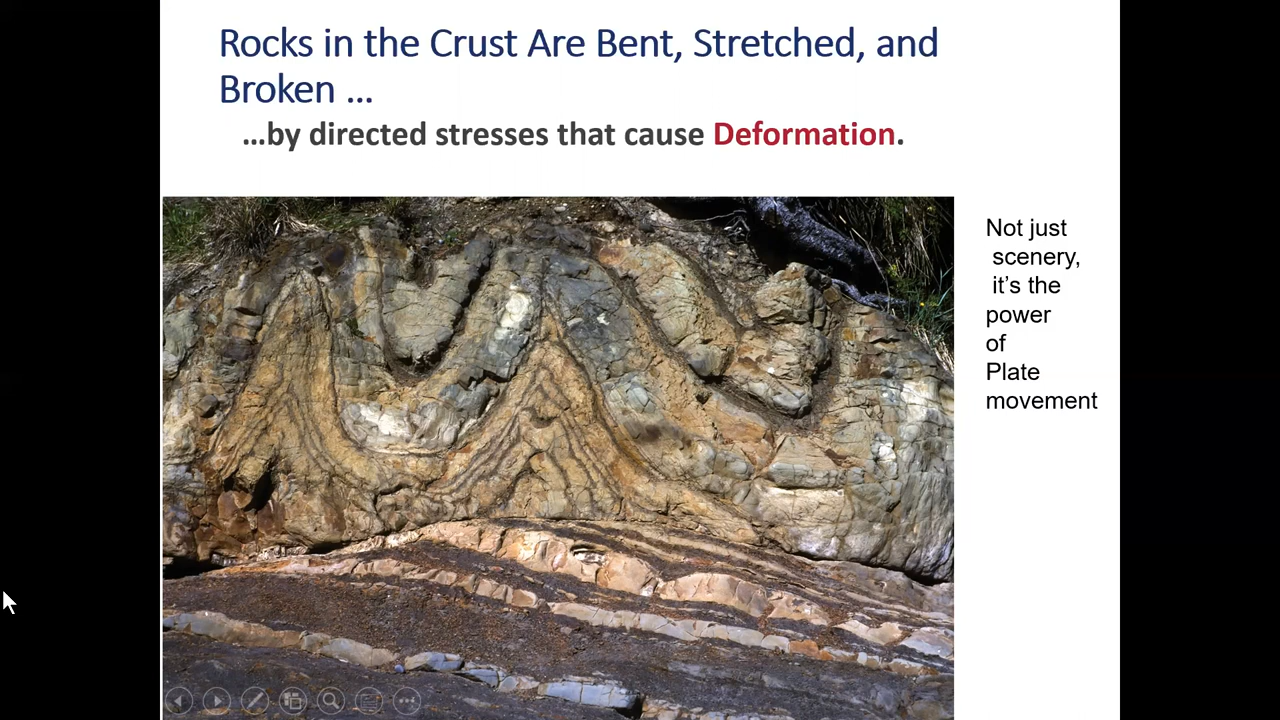 Rocks in the Crust Are Bent, Stretched, and
Broken ...
...by directed stresses that cause Deformation.
Not just
scenery,
it’s the
power
of
Plate
movement